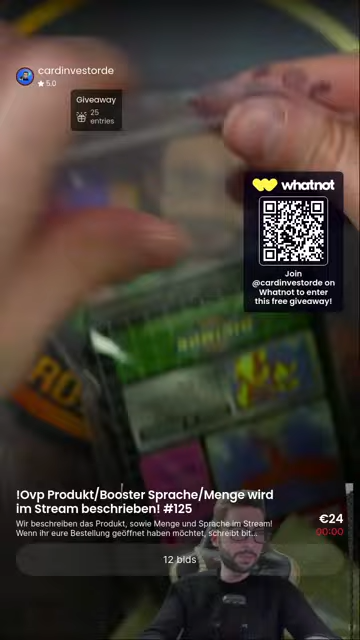 cardinvestorde
★ 5.0
Giveaway
25
entries
whatnot
Join
@cardinvestorde on
Whatnot to enter
this free giveaway!
!Ovp Produkt/Booster Sprache/Menge wird
im Stream beschrieben! #125
€24
Wir beschreiben das Produkt, sowie Menge und Sprache im Stream!
00:00
Wenn ihr eure Bestellung geöffnet haben möchtet, schreibt bit...
12 bids